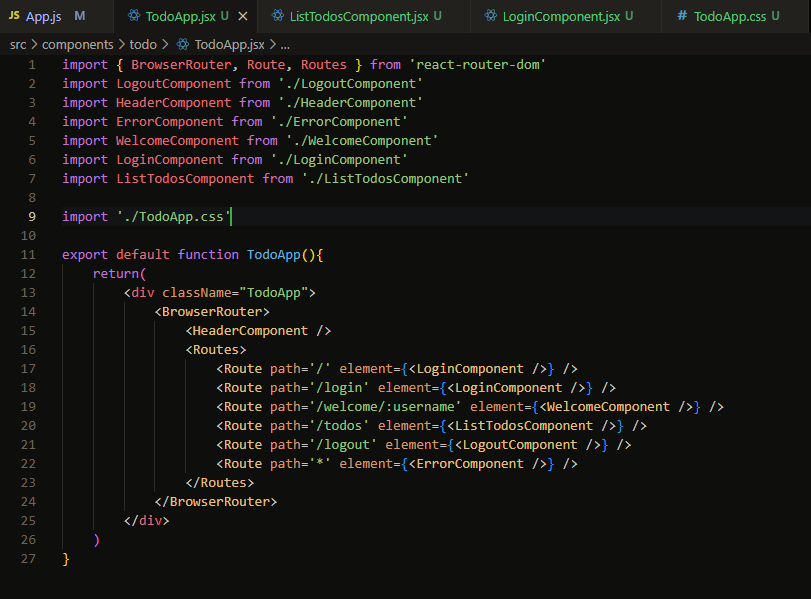 JS App.js M TodoApp.jsx U ListTodosComponent.jsx U LoginComponent.jsx U # TodoApp.css U
src > components > todo > TodoApp.jsx > ...
1 import { BrowserRouter, Route, Routes } from 'react-router-dom'
2 import LogoutComponent from './LogoutComponent'
3 import HeaderComponent from './HeaderComponent'
4 import ErrorComponent from './ErrorComponent'
5 import WelcomeComponent from './WelcomeComponent'
6 import LoginComponent from './LoginComponent'
7 import ListTodosComponent from './ListTodosComponent'
8
9 import './TodoApp.css'
10
11 export default function TodoApp(){
12     return(
13         <div className="TodoApp">
14             <BrowserRouter>
15                 <HeaderComponent />
16                 <Routes>
17                     <Route path='/' element={<LoginComponent />} />
18                     <Route path='/login' element={<LoginComponent />} />
19                     <Route path='/welcome/:username' element={<WelcomeComponent />} />
20                     <Route path='/todos' element={<ListTodosComponent />} />
21                     <Route path='/logout' element={<LogoutComponent />} />
22                     <Route path='*' element={<ErrorComponent />} />
23                 </Routes>
24             </BrowserRouter>
25         </div>
26     )
27 }